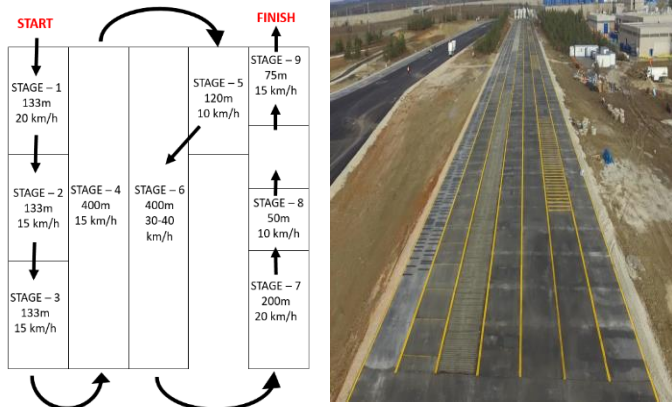 START
FINISH
STAGE – 1
133m
20 km/h
STAGE – 2
133m
15 km/h
STAGE – 3
133m
15 km/h
STAGE – 4
400m
15 km/h
STAGE – 5
120m
10 km/h
STAGE – 6
400m
30-40
km/h
STAGE – 7
200m
20 km/h
STAGE – 8
50m
10 km/h
STAGE – 9
75m
15 km/h